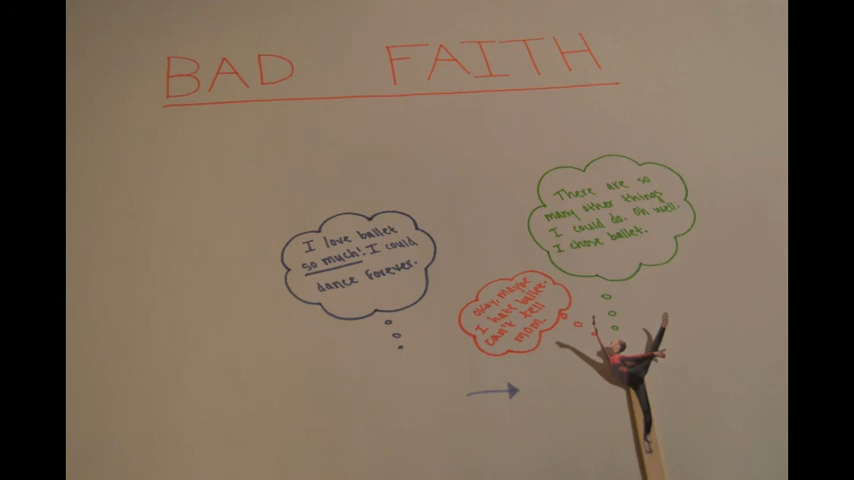 BAD FAITH
I love ballet
so much! I could
dance forever.
okay, maybe
I hate ballet.
can't tell
mom.
There are so
many other things
I could do. Oh well.
I chose ballet.